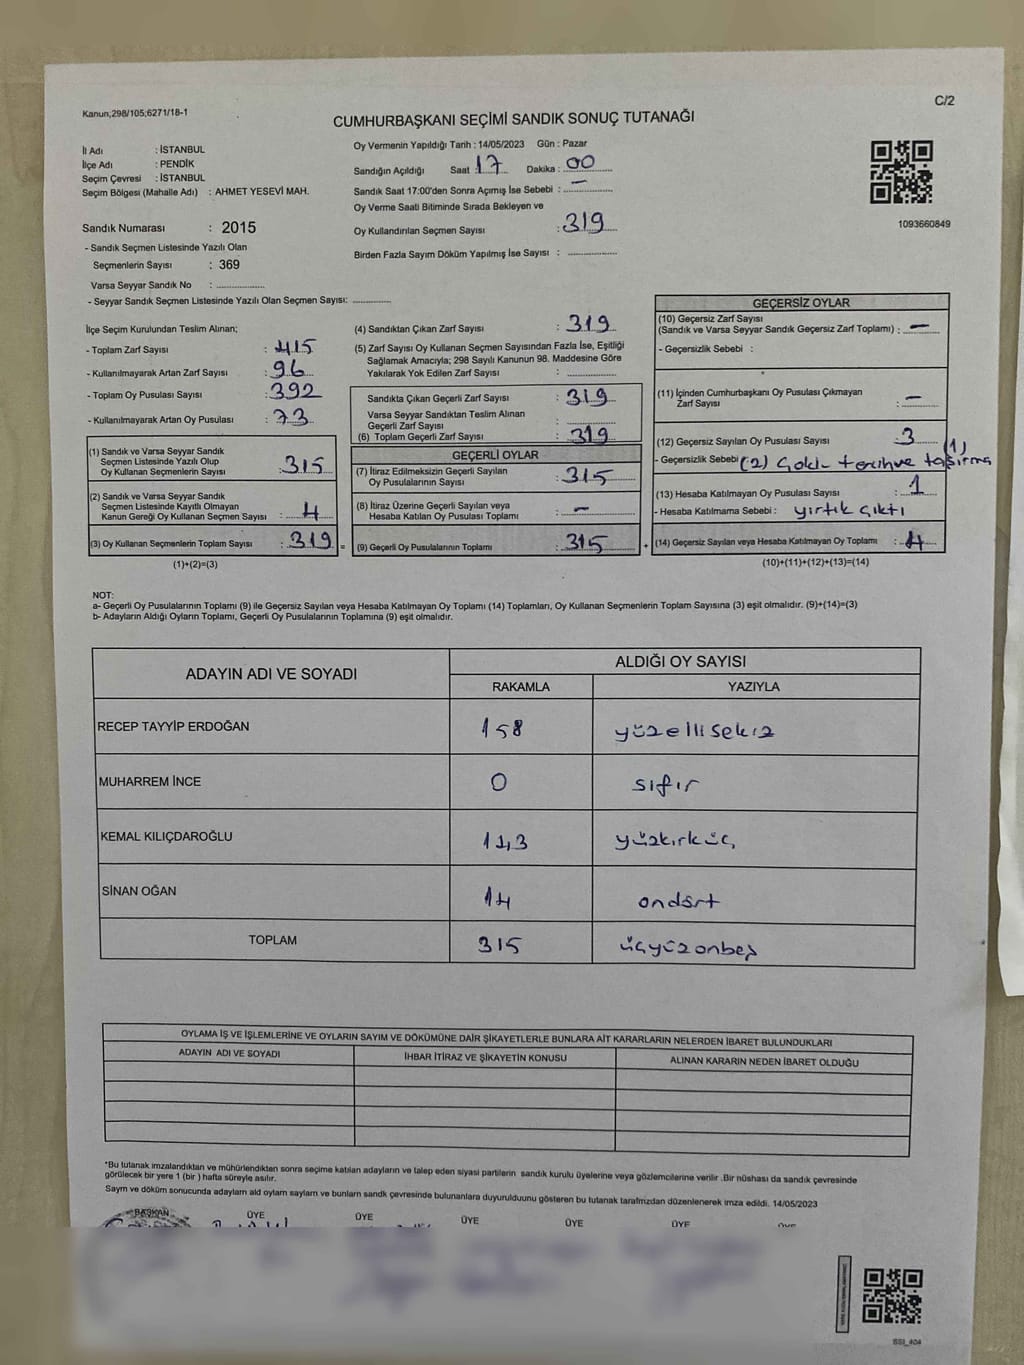 Kanun;298/105;6271/18-1
C/2
CUMHURBAŞKANI SEÇİMİ SANDIK SONUÇ TUTANAĞI
İl Adı : İSTANBUL
İlçe Adı : PENDİK
Seçim Çevresi : İSTANBUL
Seçim Bölgesi (Mahalle Adı) : AHMET YESEVİ MAH.
Sandık Numarası : 2015
- Sandık Seçmen Listesinde Yazılı Olan
Seçmenlerin Sayısı : 369
Varsa Seyyar Sandık No : ................
- Seyyar Sandık Seçmen Listesinde Yazılı Olan Seçmen Sayısı: ............
Oy Vermenin Yapıldığı Tarih : 14/05/2023 Gün : Pazar
Sandığın Açıldığı Saat 17 Dakika : 00
Sandık Saat 17:00'den Sonra Açımış İse Sebebi : —
Oy Verme Saati Bitiminde Sırada Bekleyen ve
Oy Kullandırılan Seçmen Sayısı : 319
Birden Fazla Sayım Döküm Yapılmış İse Sayısı : ................
1093660849
İlçe Seçim Kurulundan Teslim Alınan;
- Toplam Zarf Sayısı : 415
- Kullanılmayarak Artan Zarf Sayısı : 96
- Toplam Oy Pusulası Sayısı : 392
- Kullanılmayarak Artan Oy Pusulası : 73
(1) Sandık ve Varsa Seyyar Sandık
Seçmen Listesinde Yazılı Olup
Oy Kullanan Seçmenlerin Sayısı : 315
(2) Sandık ve Varsa Seyyar Sandık
Seçmen Listesinde Kayıtlı Olmayan
Kanun Gereği Oy Kullanan Seçmen Sayısı : 4
(3) Oy Kullanan Seçmenlerin Toplam Sayısı : 319 =
(1)+(2)=(3)
(4) Sandıktan Çıkan Zarf Sayısı : 319
(5) Zarf Sayısı Oy Kullanan Seçmen Sayısından Fazla İse, Eşitliği
Sağlamak Amacıyla; 298 Sayılı Kanunun 98. Maddesine Göre
Yakılarak Yok Edilen Zarf Sayısı : ................
Sandıkta Çıkan Geçerli Zarf Sayısı : 319
Varsa Seyyar Sandıktan Teslim Alınan
Geçerli Zarf Sayısı : ................
(6) Toplam Geçerli Zarf Sayısı : 319
GEÇERLİ OYLAR
(7) İtiraz Edilmeksizin Geçerli Sayılan
Oy Pusulalarının Sayısı : 315
(8) İtiraz Üzerine Geçerli Sayılan veya
Hesaba Katılan Oy Pusulası Toplamı : —
(9) Geçerli Oy Pusulalarının Toplamı : 315 +
GEÇERSİZ OYLAR
(10) Geçersiz Zarf Sayısı
(Sandık ve Varsa Seyyar Sandık Geçersiz Zarf Toplamı) : —
- Geçersizlik Sebebi :
(11) İçinden Cumhurbaşkanı Oy Pusulası Çıkmayan
Zarf Sayısı : —
(12) Geçersiz Sayılan Oy Pusulası Sayısı : 3
- Geçersizlik Sebebi (2) Çoklu tercih ve taşırma (1)
(13) Hesaba Katılmayan Oy Pusulası Sayısı : 1
- Hesaba Katılmama Sebebi : yırtık çıktı
(14) Geçersiz Sayılan veya Hesaba Katılmayan Oy Toplamı : 4
(10)+(11)+(12)+(13)=(14)
NOT:
a- Geçerli Oy Pusulalarının Toplamı (9) ile Geçersiz Sayılan veya Hesaba Katılmayan Oy Toplamı (14) Toplamları, Oy Kullanan Seçmenlerin Toplam Sayısına (3) eşit olmalıdır. (9)+(14)=(3)
b- Adayların Aldığı Oyların Toplamı, Geçerli Oy Pusulalarının Toplamına (9) eşit olmalıdır.
ADAYIN ADI VE SOYADI ALDIĞI OY SAYISI
RAKAMLA YAZIYLA
RECEP TAYYİP ERDOĞAN 158 yüzellisekiz
MUHARREM İNCE 0 sıfır
KEMAL KILIÇDAROĞLU 143 yüzkırküç
SİNAN OĞAN 14 ondört
TOPLAM 315 üçyüzonbeş
OYLAMA İŞ VE İŞLEMLERİNE VE OYLARIN SAYIM VE DÖKÜMÜNE DAİR ŞİKAYETLERLE BUNLARA AİT KARARLARIN NELERDEN İBARET BULUNDUKLARI
ADAYIN ADI VE SOYADI İHBAR İTİRAZ VE ŞİKAYETİN KONUSU ALINAN KARARIN NEDEN İBARET OLDUĞU
*Bu tutanak imzalandıktan ve mühürlendikten sonra seçime katılan adayların ve talep eden siyasi partilerin sandık kurulu üyelerine veya gözlemcilerine verilir .Bir nüshası da sandık çevresinde
görülecek bir yere 1 (bir ) hafta süreyle asılır.
Sayım ve döküm sonucunda adayların ald oyların sayların ve bunların sandk çevresinde bulunanlara duyurulduunu gösteren bu tutanak tarafmzdan düzenlenerek imza edildi. 14/05/2023
BAŞKAN ÜYE ÜYE ÜYE ÜYE ÜYE ÜYE
SSI_404